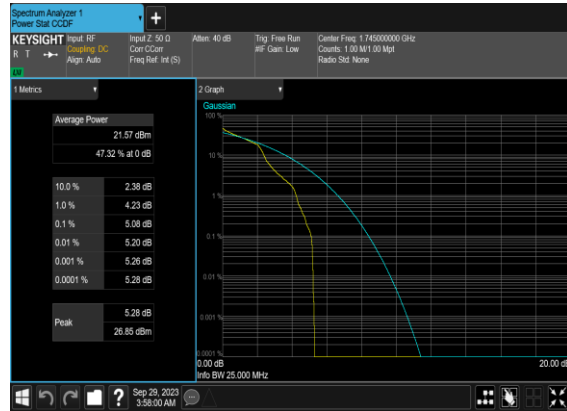 Spectrum Analyzer 1
Power Stat CCDF
+
KEYSIGHT
R T
LXI
Input: RF
Coupling: DC
Align: Auto
Input Z: 50 Ω
Corr CCorr
Freq Ref: Int (S)
Atten: 40 dB
Trig: Free Run
#IF Gain: Low
Center Freq: 1.745000000 GHz
Counts: 1.00 M/1.00 Mpt
Radio Std: None
1 Metrics
2 Graph
Average Power
21.57 dBm
47.32 % at 0 dB
10.0 % 2.38 dB
1.0 % 4.23 dB
0.1 % 5.08 dB
0.01 % 5.20 dB
0.001 % 5.26 dB
0.0001 % 5.28 dB
Peak
5.28 dB
26.85 dBm
Gaussian
100 %
10 %
1 %
0.1 %
0.01 %
0.001 %
0.0001 %
0.00 dB
20.00 dB
Info BW 25.000 MHz
?
Sep 29, 2023
3:58:00 AM